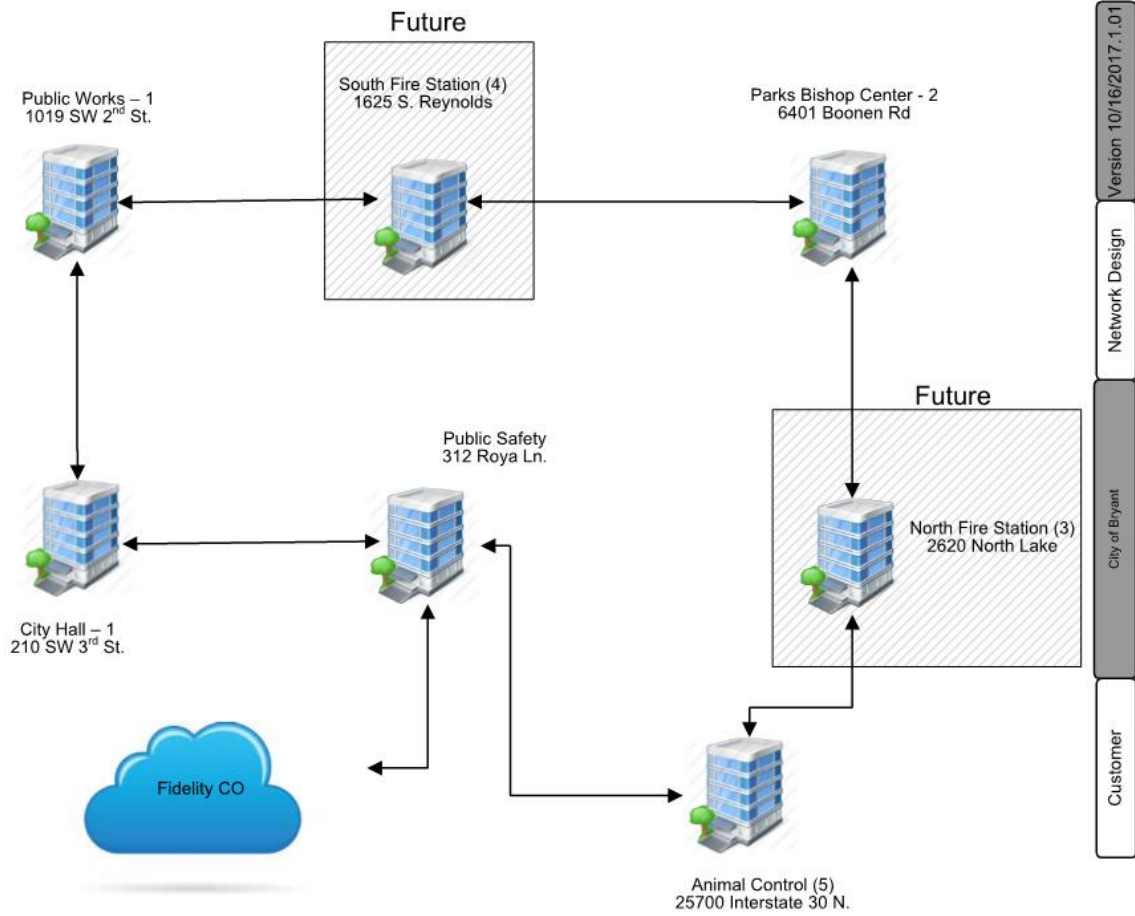 Future
South Fire Station (4)
1625 S. Reynolds
Public Works – 1
1019 SW 2nd St.
Parks Bishop Center - 2
6401 Boonen Rd
Future
Public Safety
312 Roya Ln.
North Fire Station (3)
2620 North Lake
City Hall – 1
210 SW 3rd St.
Fidelity CO
Animal Control (5)
25700 Interstate 30 N.
Version 10/16/2017.1.01
Network Design
City of Bryant
Customer